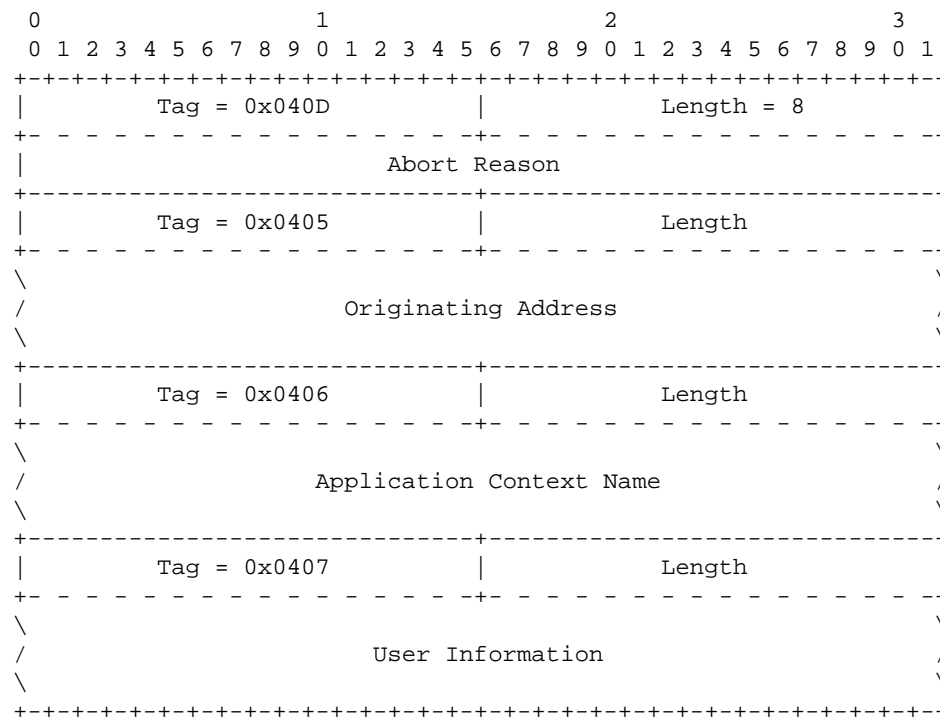 0 1 2 3
0 1 2 3 4 5 6 7 8 9 0 1 2 3 4 5 6 7 8 9 0 1 2 3 4 5 6 7 8 9 0 1
+-+-+-+-+-+-+-+-+-+-+-+-+-+-+-+-+-+-+-+-+-+-+-+-+-+-+-+-+-+-+-+--
| Tag = 0x040D | Length = 8
+- - - - - - - - - - - - - - - -+- - - - - - - - - - - - - - - --
| Abort Reason
+-------------------------------+--------------------------------
| Tag = 0x0405 | Length
+- - - - - - - - - - - - - - - -+- - - - - - - - - - - - - - - --
\ \
/ Originating Address /
\ \
+-------------------------------+--------------------------------
| Tag = 0x0406 | Length
+- - - - - - - - - - - - - - - -+- - - - - - - - - - - - - - - --
\ \
/ Application Context Name /
\ \
+-------------------------------+--------------------------------
| Tag = 0x0407 | Length
+- - - - - - - - - - - - - - - -+- - - - - - - - - - - - - - - --
\ \
/ User Information /
\ \
+-+-+-+-+-+-+-+-+-+-+-+-+-+-+-+-+-+-+-+-+-+-+-+-+-+-+-+-+-+-+-+--